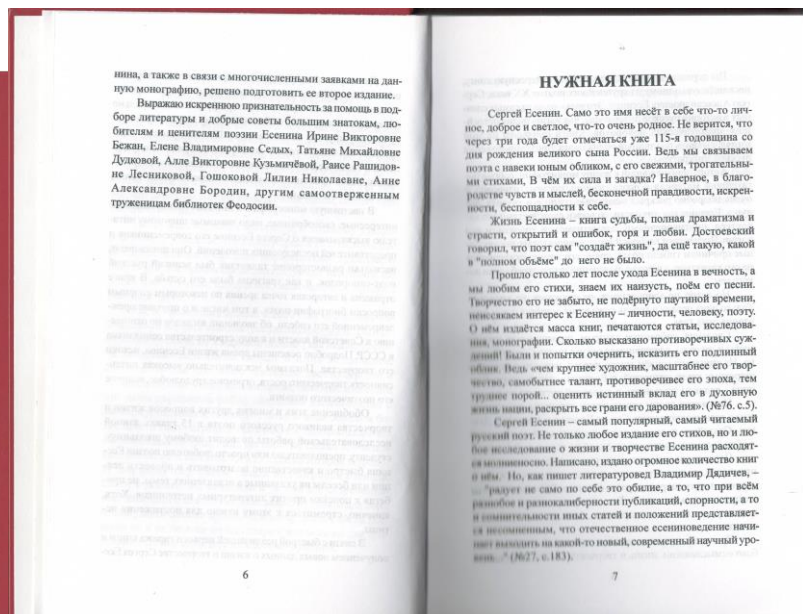 нина, а также в связи с многочисленными заявками на дан-
ную монографию, решено подготовить ее второе издание.
Выражаю искреннюю признательность за помощь в под-
боре литературы и добрые советы большим знатокам, лю-
бителям и ценителям поэзии Есенина Ирине Викторовне
Бежан, Елене Владимировне Седых, Татьяне Михайловне
Дудковой, Алле Викторовне Кузьмичёвой, Раисе Рашидов-
не Лесниковой, Гошоковой Лилии Николаевне, Анне
Александровне Бородин, другим самоотверженным
труженицам библиотек Феодосии.
6
НУЖНАЯ КНИГА
Сергей Есенин. Само это имя несёт в себе что-то лич-
ное, доброе и светлое, что-то очень родное. Не верится, что
через три года будет отмечаться уже 115-я годовщина со
дня рождения великого сына России. Ведь мы связываем
поэта с навеки юным обликом, с его свежими, трогательны-
ми стихами, В чём их сила и загадка? Наверное, в благо-
родстве чувств и мыслей, бесконечной правдивости, искрен-
ности, беспощадности к себе.
Жизнь Есенина – книга судьбы, полная драматизма и
страсти, открытий и ошибок, горя и любви. Достоевский
говорил, что поэт сам "создаёт жизнь", да ещё такую, какой
в "полном объёме" до него не было.
Прошло столько лет после ухода Есенина в вечность, а
мы любим его стихи, знаем их наизусть, поём его песни.
Творчество его не забыто, не подёрнуто паутиной времени,
неиссякаем интерес к Есенину – личности, человеку, поэту.
О нём издаётся масса книг, печатаются статьи, исследова-
ния, монографии. Сколько высказано противоречивых суж-
дений! Были и попытки очернить, исказить его подлинный
облик. Ведь «чем крупнее художник, масштабнее его твор-
чество, самобытнее талант, противоречивее его эпоха, тем
труднее порой... оценить истинный вклад его в духовную
жизнь нации, раскрыть все грани его дарования». (№76. с.5).
Сергей Есенин – самый популярный, самый читаемый
русский поэт. Не только любое издание его стихов, но и лю-
бое исследование о жизни и творчестве Есенина расходят-
ся молниеносно. Написано, издано огромное количество книг
о нём. Но, как пишет литературовед Владимир Дядичев, –
... "радует не само по себе это обилие, а то, что при всём
разнобое и разнокалиберности публикаций, спорности, а то
и сомнительности иных статей и положений представляет-
ся несомненным, что отечественное есениноведение начи-
нает выходить на какой-то новый, современный научный уро-
вень..." (№27, с.183).
7